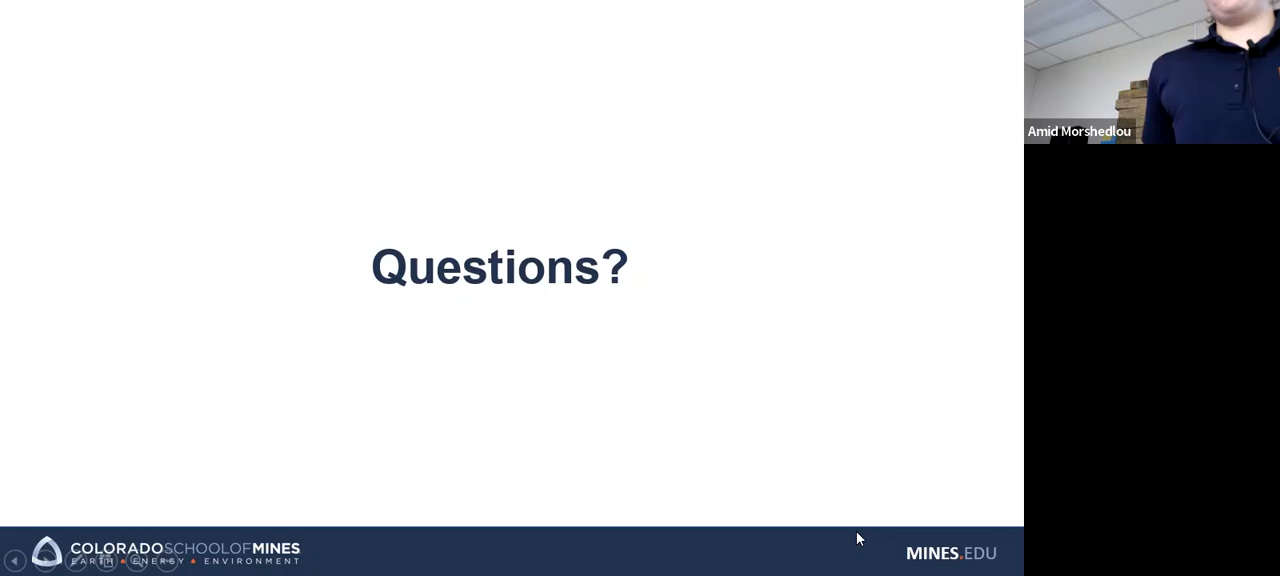 Amid Morshedlou
Questions?
COLORADOSCHOOLOFMINES
EARTH • ENERGY • ENVIRONMENT
MINES.EDU